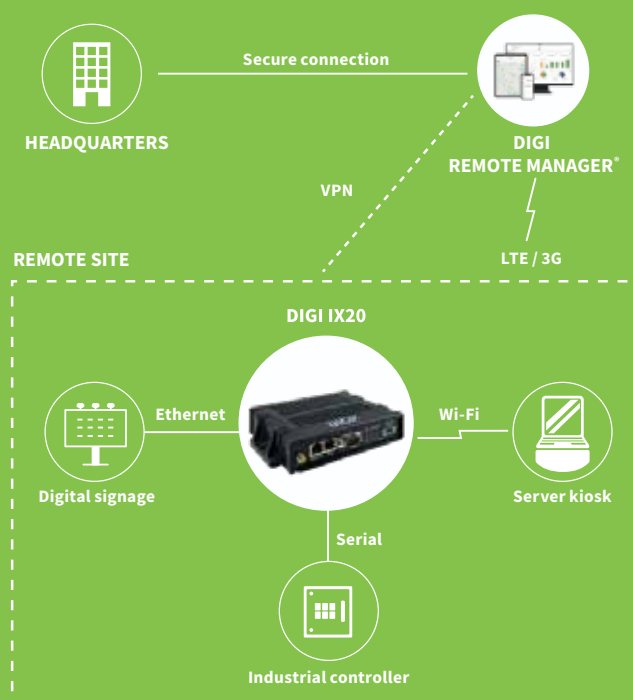 Secure connection
HEADQUARTERS
DIGI
REMOTE MANAGER®
VPN
REMOTE SITE
LTE / 3G
DIGI IX20
Ethernet
Wi-Fi
Digital signage
Server kiosk
Serial
Industrial controller